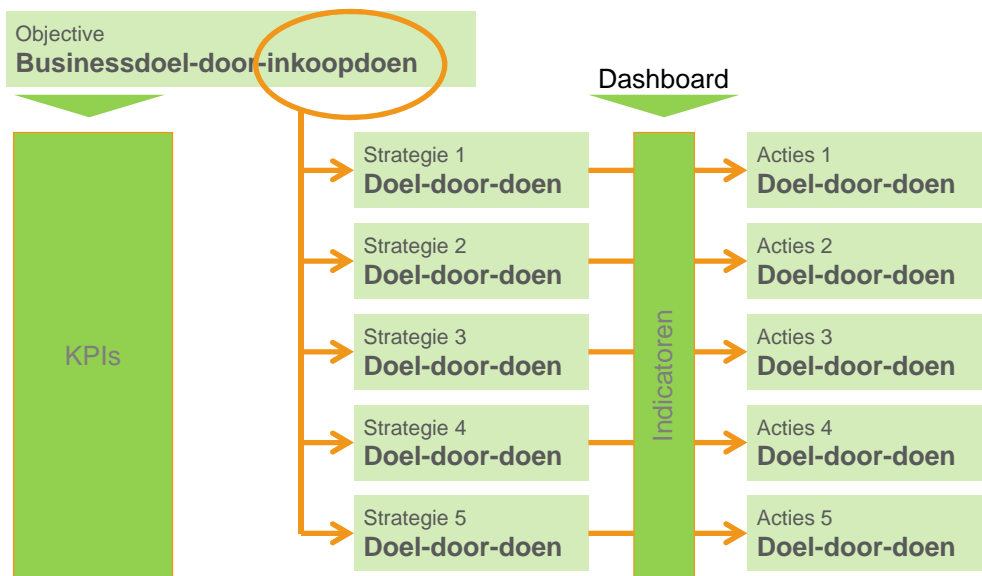 Objective
Businessdoel-door-inkoopdoen
Dashboard
KPIs
Strategie 1
Doel-door-doen
Strategie 2
Doel-door-doen
Strategie 3
Doel-door-doen
Strategie 4
Doel-door-doen
Strategie 5
Doel-door-doen
Indicatoren
Acties 1
Doel-door-doen
Acties 2
Doel-door-doen
Acties 3
Doel-door-doen
Acties 4
Doel-door-doen
Acties 5
Doel-door-doen